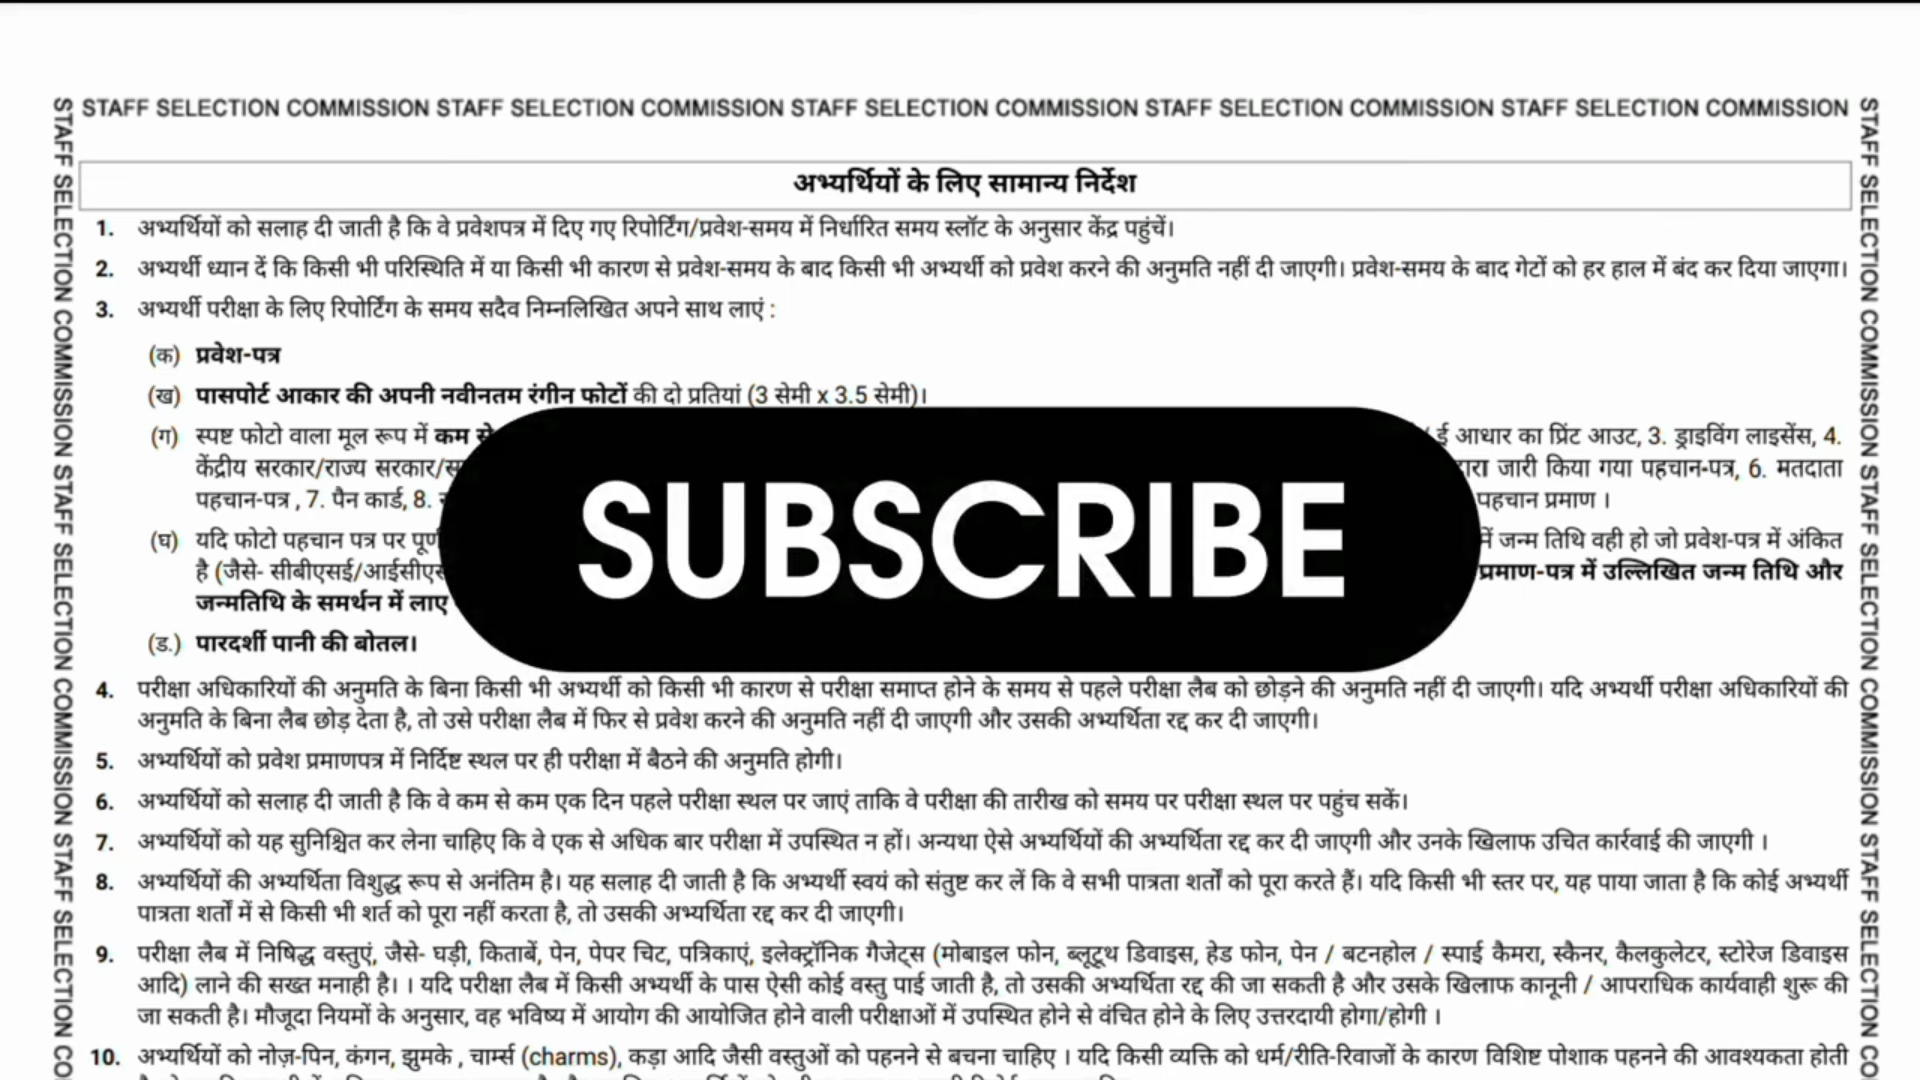 STAFF SELECTION COMMISSION STAFF SELECTION COMMISSION STAFF SELECTION COMMISSION STAFF SELECTION COMMISSION STAFF SELECTION COMMISSION
STAFF SELECTION COMMISSION STAFF SELECTION COMMISSION STAFF SELECTION CO
अभ्यर्थियों के लिए सामान्य निर्देश
1. अभ्यर्थियों को सलाह दी जाती है कि वे प्रवेशपत्र में दिए गए रिपोर्टिंग/प्रवेश-समय में निर्धारित समय स्लॉट के अनुसार केंद्र पहुंचें।
2. अभ्यर्थी ध्यान दें कि किसी भी परिस्थिति में या किसी भी कारण से प्रवेश-समय के बाद किसी भी अभ्यर्थी को प्रवेश करने की अनुमति नहीं दी जाएगी। प्रवेश-समय के बाद गेटों को हर हाल में बंद कर दिया जाएगा।
3. अभ्यर्थी परीक्षा के लिए रिपोर्टिंग के समय सदैव निम्नलिखित अपने साथ लाएं :
(क) प्रवेश-पत्र
(ख) पासपोर्ट आकार की अपनी नवीनतम रंगीन फोटों की दो प्रतियां (3 सेमी x 3.5 सेमी)।
(ग) स्पष्ट फोटो वाला मूल रूप में कम से ई आधार का प्रिंट आउट, 3. ड्राइविंग लाइसेंस, 4.
केंद्रीय सरकार/राज्य सरकार/ जारी किया गया पहचान-पत्र, 6. मतदाता
पहचान-पत्र , 7. पैन कार्ड, 8. पहचान प्रमाण ।
(घ) यदि फोटो पहचान पत्र पर में जन्म तिथि वही हो जो प्रवेश-पत्र में अंकित
है (जैसे- सीबीएसई/ प्रमाण-पत्र में उल्लिखित जन्म तिथि और
जन्मतिथि के समर्थन में लाए
(ड.) पारदर्शी पानी की बोतल।
SUBSCRIBE
4. परीक्षा अधिकारियों की अनुमति के बिना किसी भी अभ्यर्थी को किसी भी कारण से परीक्षा समाप्त होने के समय से पहले परीक्षा लैब को छोड़ने की अनुमति नहीं दी जाएगी। यदि अभ्यर्थी परीक्षा अधिकारियों की
अनुमति के बिना लैब छोड़ देता है, तो उसे परीक्षा लैब में फिर से प्रवेश करने की अनुमति नहीं दी जाएगी और उसकी अभ्यर्थिता रद्द कर दी जाएगी।
5. अभ्यर्थियों को प्रवेश प्रमाणपत्र में निर्दिष्ट स्थल पर ही परीक्षा में बैठने की अनुमति होगी।
6. अभ्यर्थियों को सलाह दी जाती है कि वे कम से कम एक दिन पहले परीक्षा स्थल पर जाएं ताकि वे परीक्षा की तारीख को समय पर परीक्षा स्थल पर पहुंच सकें।
7. अभ्यर्थियों को यह सुनिश्चित कर लेना चाहिए कि वे एक से अधिक बार परीक्षा में उपस्थित न हों। अन्यथा ऐसे अभ्यर्थियों की अभ्यर्थिता रद्द कर दी जाएगी और उनके खिलाफ उचित कार्रवाई की जाएगी ।
8. अभ्यर्थियों की अभ्यर्थिता विशुद्ध रूप से अनंतिम है। यह सलाह दी जाती है कि अभ्यर्थी स्वयं को संतुष्ट कर लें कि वे सभी पात्रता शर्तों को पूरा करते हैं। यदि किसी भी स्तर पर, यह पाया जाता है कि कोई अभ्यर्थी
पात्रता शर्तों में से किसी भी शर्त को पूरा नहीं करता है, तो उसकी अभ्यर्थिता रद्द कर दी जाएगी।
9. परीक्षा लैब में निषिद्ध वस्तुएं, जैसे- घड़ी, किताबें, पेन, पेपर चिट, पत्रिकाएं, इलेक्ट्रॉनिक गैजेट्स (मोबाइल फोन, ब्लूटूथ डिवाइस, हेड फोन, पेन / बटनहोल / स्पाई कैमरा, स्कैनर, कैलकुलेटर, स्टोरेज डिवाइस
आदि) लाने की सख्त मनाही है। । यदि परीक्षा लैब में किसी अभ्यर्थी के पास ऐसी कोई वस्तु पाई जाती है, तो उसकी अभ्यर्थिता रद्द की जा सकती है और उसके खिलाफ कानूनी / आपराधिक कार्यवाही शुरू की
जा सकती है। मौजूदा नियमों के अनुसार, वह भविष्य में आयोग की आयोजित होने वाली परीक्षाओं में उपस्थित होने से वंचित होने के लिए उत्तरदायी होगा/होगी ।
10. अभ्यर्थियों को नोज़-पिन, कंगन, झुमके , चार्म्स (charms), कड़ा आदि जैसी वस्तुओं को पहनने से बचना चाहिए । यदि किसी व्यक्ति को धर्म/रीति-रिवाजों के कारण विशिष्ट पोशाक पहनने की आवश्यकता होती
STAFF SELECTION COMMISSION STAFF SELECTION COMMISSION STAFF SELECTION CO